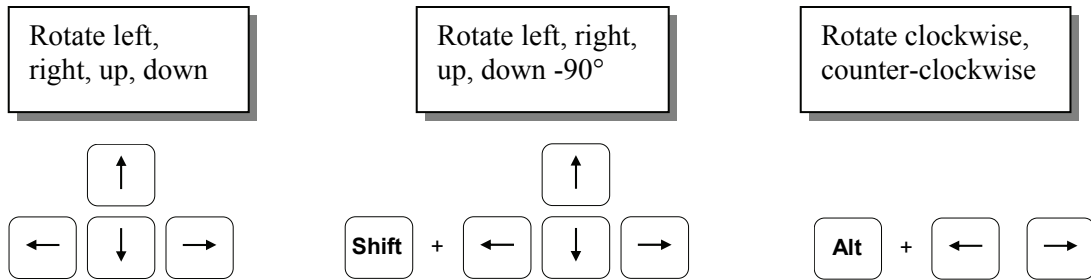 Rotate left,
right, up, down
Rotate left, right,
up, down -90°
Rotate clockwise,
counter-clockwise
↑
← ↓ →
↑
Shift + ← ↓ →
Alt + ← →